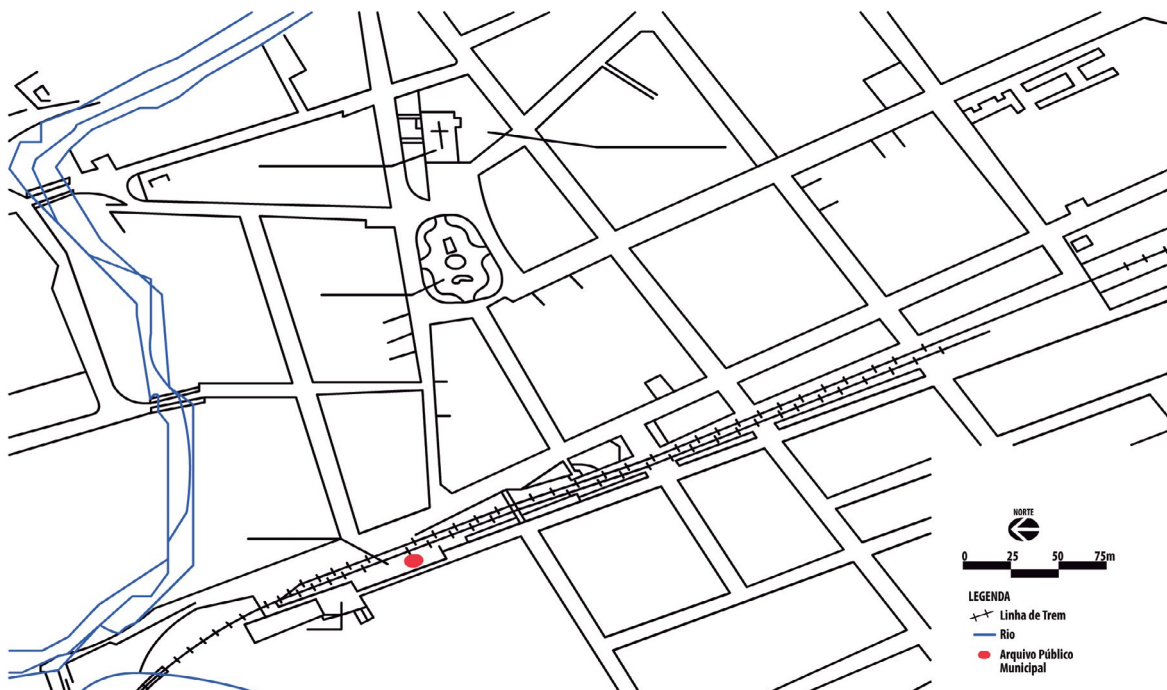 NORTE
0 25 50 75m
LEGENDA
Linha de Trem
Rio
Arquivo Público
Municipal